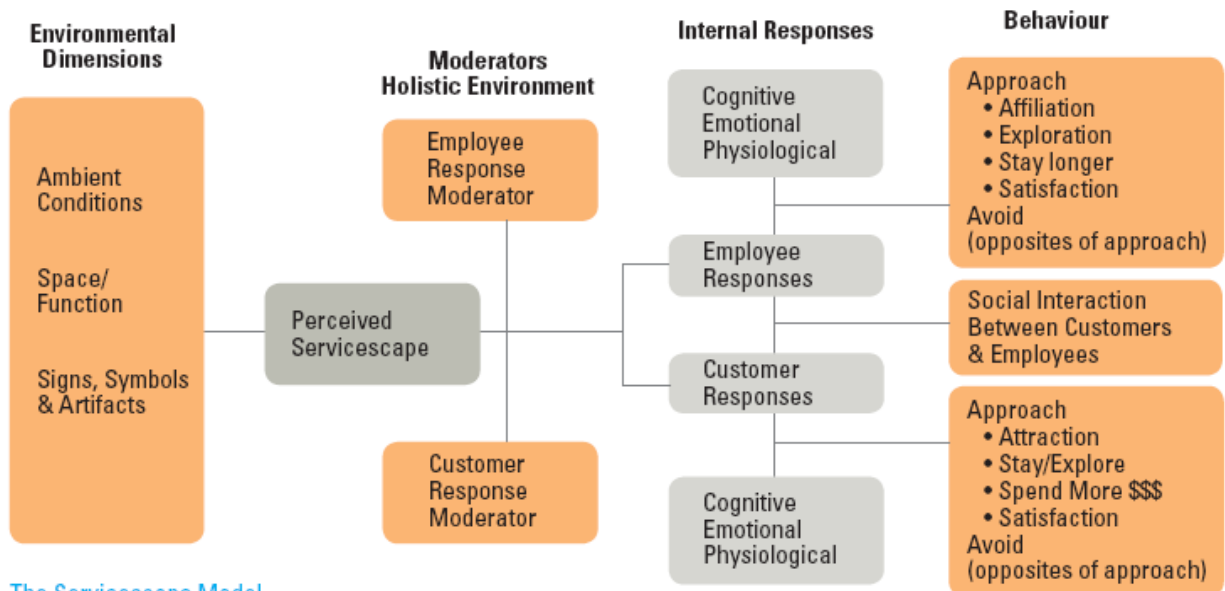 Environmental
Dimensions
Ambient
Conditions
Space/
Function
Signs, Symbols
& Artifacts
Perceived
Servicescape
Moderators
Holistic Environment
Employee
Response
Moderator
Customer
Response
Moderator
Internal Responses
Cognitive
Emotional
Physiological
Employee
Responses
Customer
Responses
Cognitive
Emotional
Physiological
Behaviour
Approach
• Affiliation
• Exploration
• Stay longer
• Satisfaction
Avoid
(opposites of approach)
Social Interaction
Between Customers
& Employees
Approach
• Attraction
• Stay/Explore
• Spend More $$$
• Satisfaction
Avoid
(opposites of approach)
The Servicescape Model